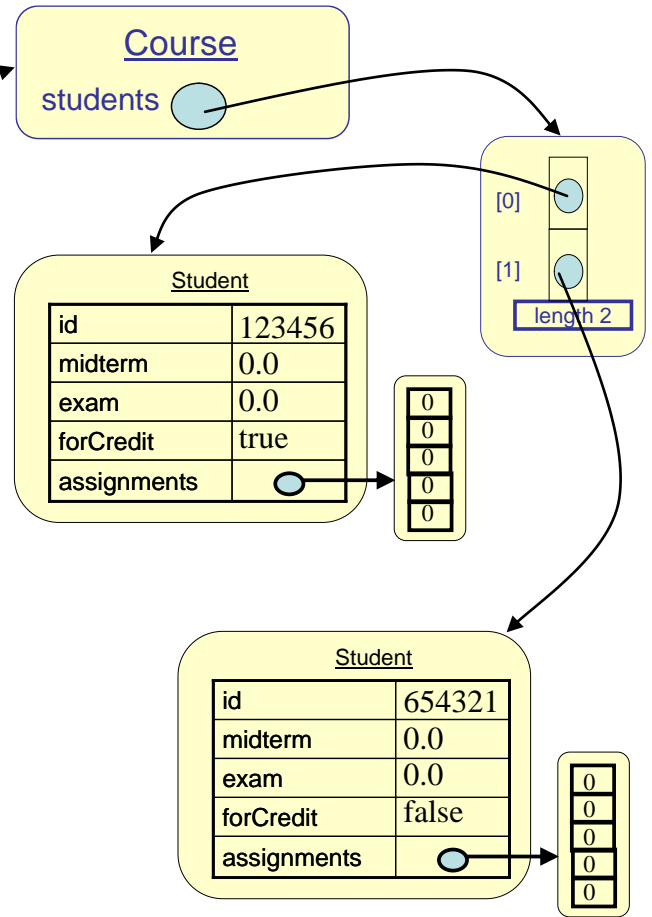 Course
students
[0]
[1]
length 2
Student
id 123456
midterm 0.0
exam 0.0
forCredit true
assignments
0
0
0
0
0
Student
id 654321
midterm 0.0
exam 0.0
forCredit false
assignments
0
0
0
0
0